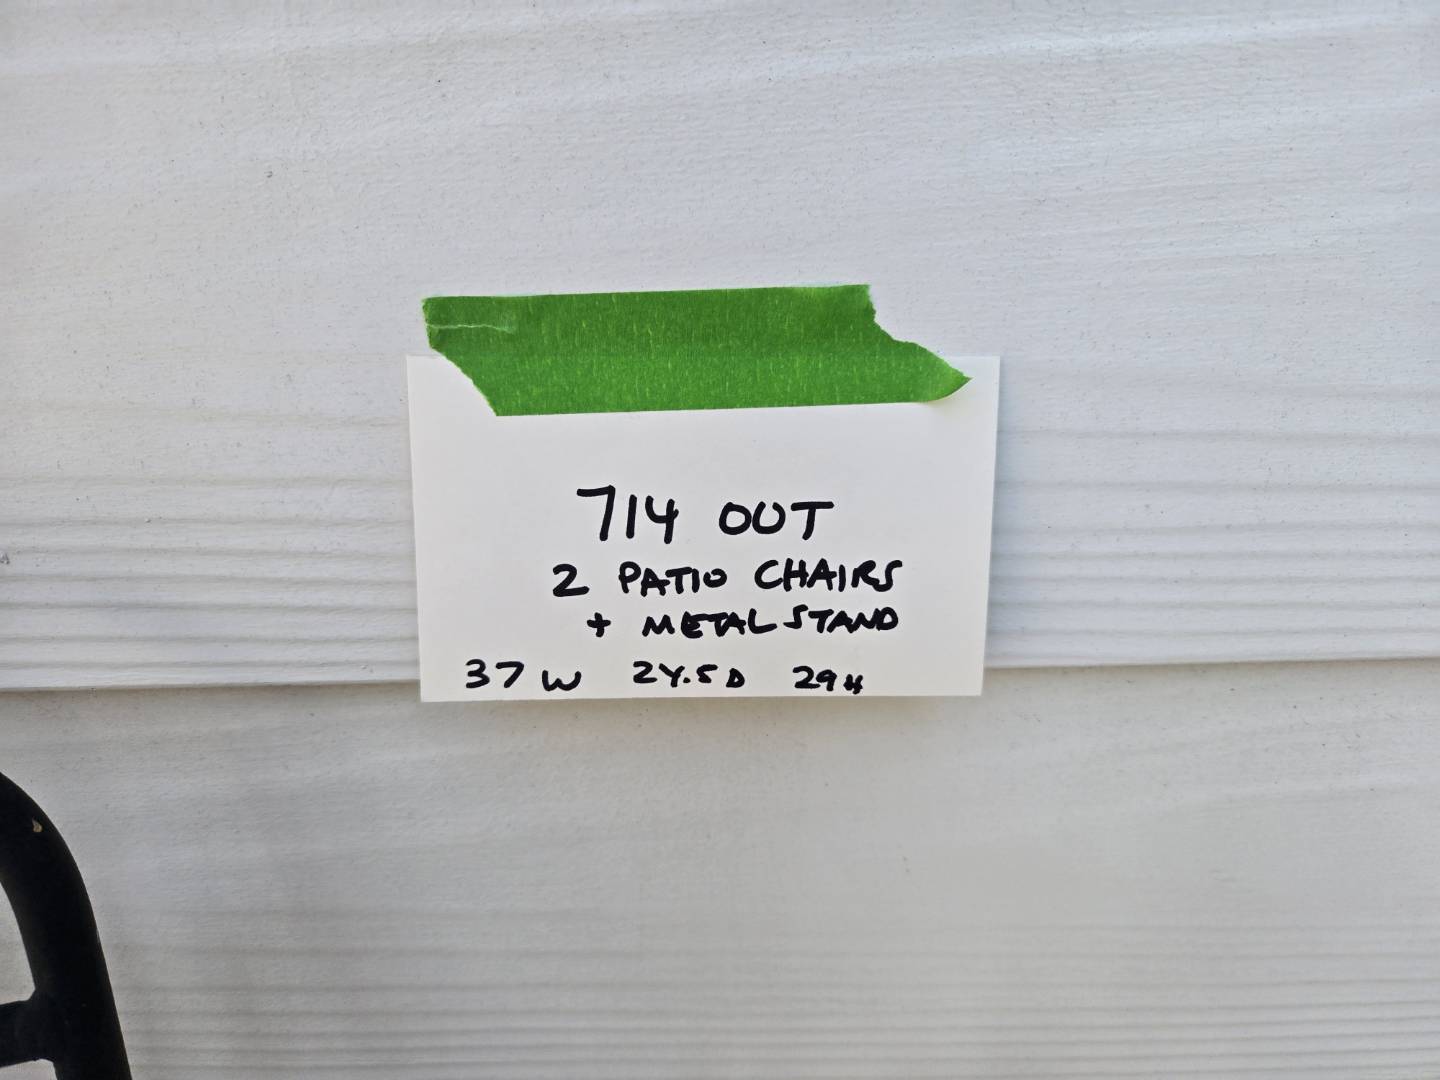 714 OUT
2 PATIO CHAIRS
+ METAL STAND
37 W 24.5 D 29 H